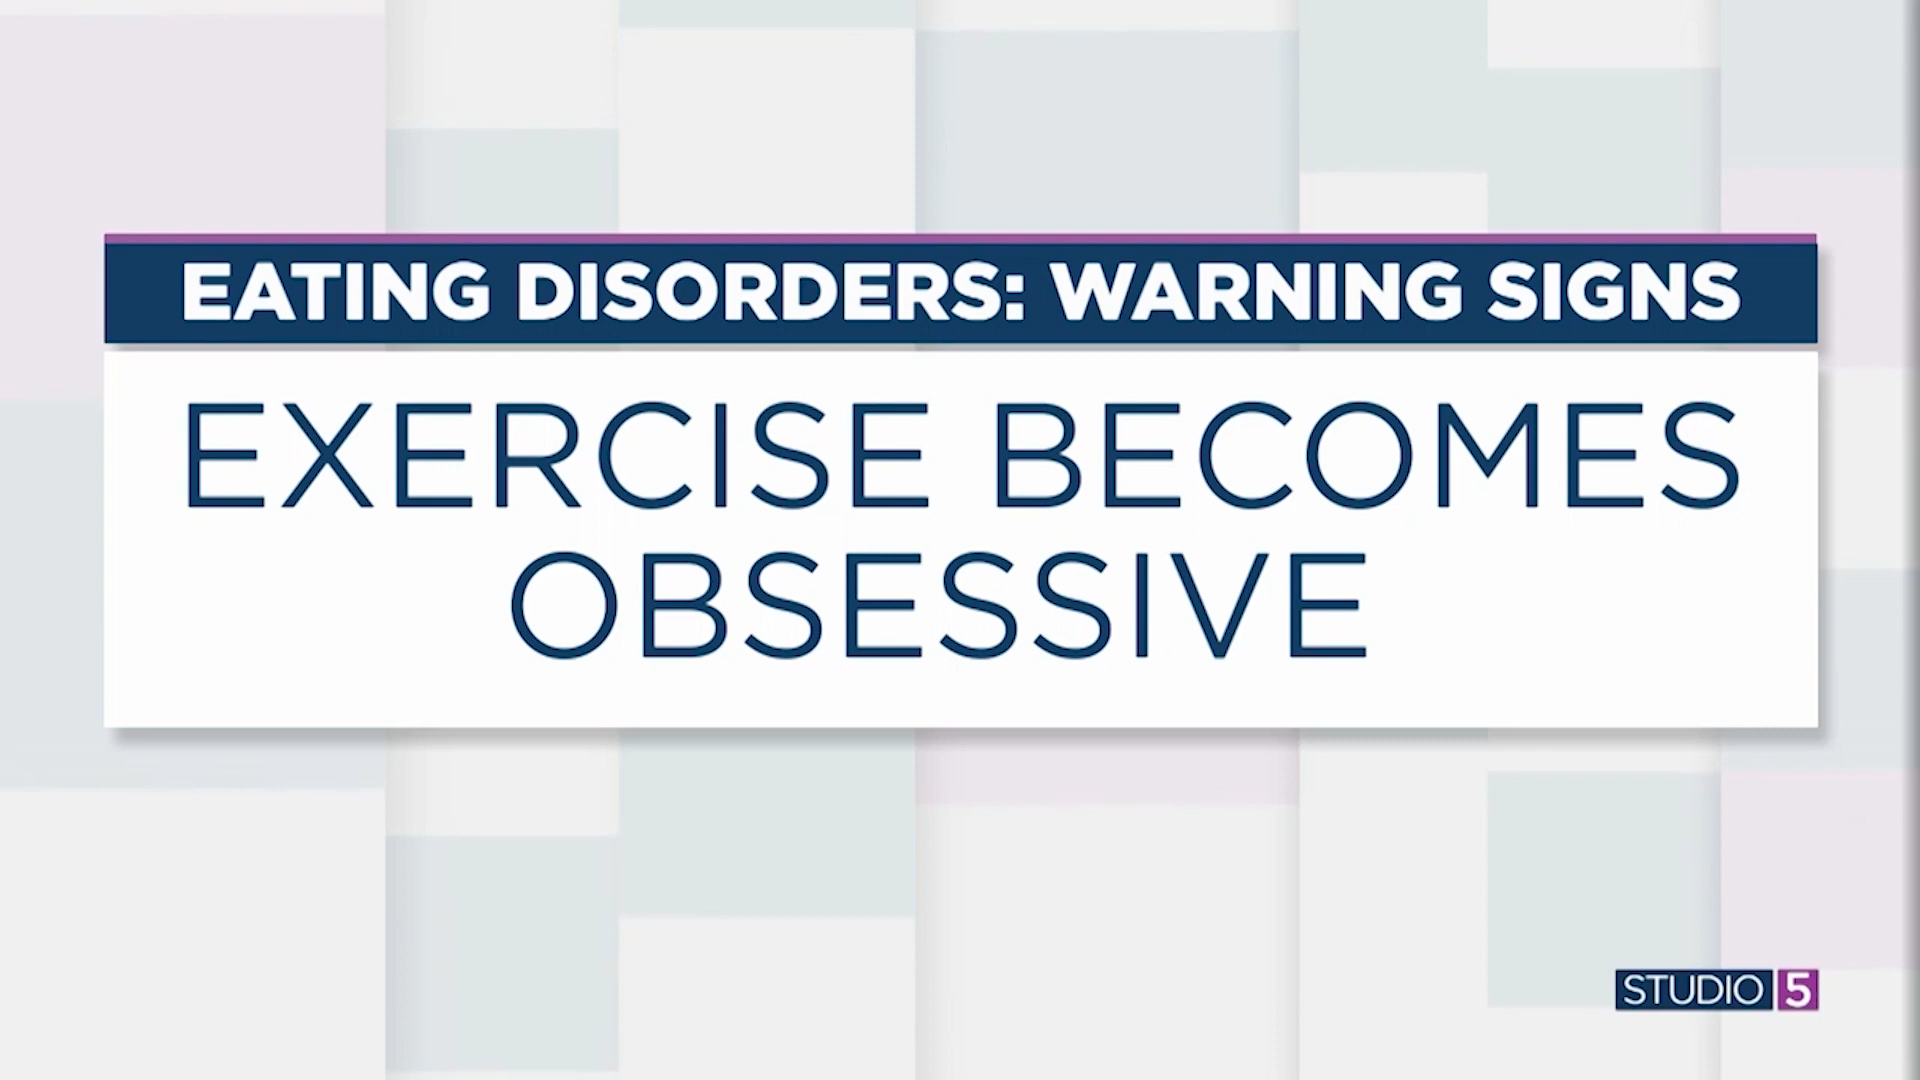 EATING DISORDERS: WARNING SIGNS
EXERCISE BECOMES
OBSESSIVE
STUDIO 5